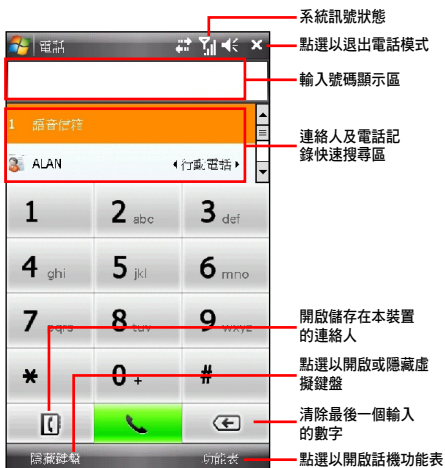 系統訊號狀態
電話
點選以退出電話模式
輸入號碼顯示區
1 語音信箱
ALAN
行動電話
連絡人及電話記
錄快速搜尋區
1
2 abc
3 def
4 ghi
5 jkl
6 mno
7 pqrs
8 tuv
9 wxyz
開啟儲存在本裝置
的連絡人
* 
0 +
#
點選以開啟或隱藏虛
擬鍵盤
清除最後一個輸入
的數字
隱藏鍵盤
功能表
點選以開啟話機功能表